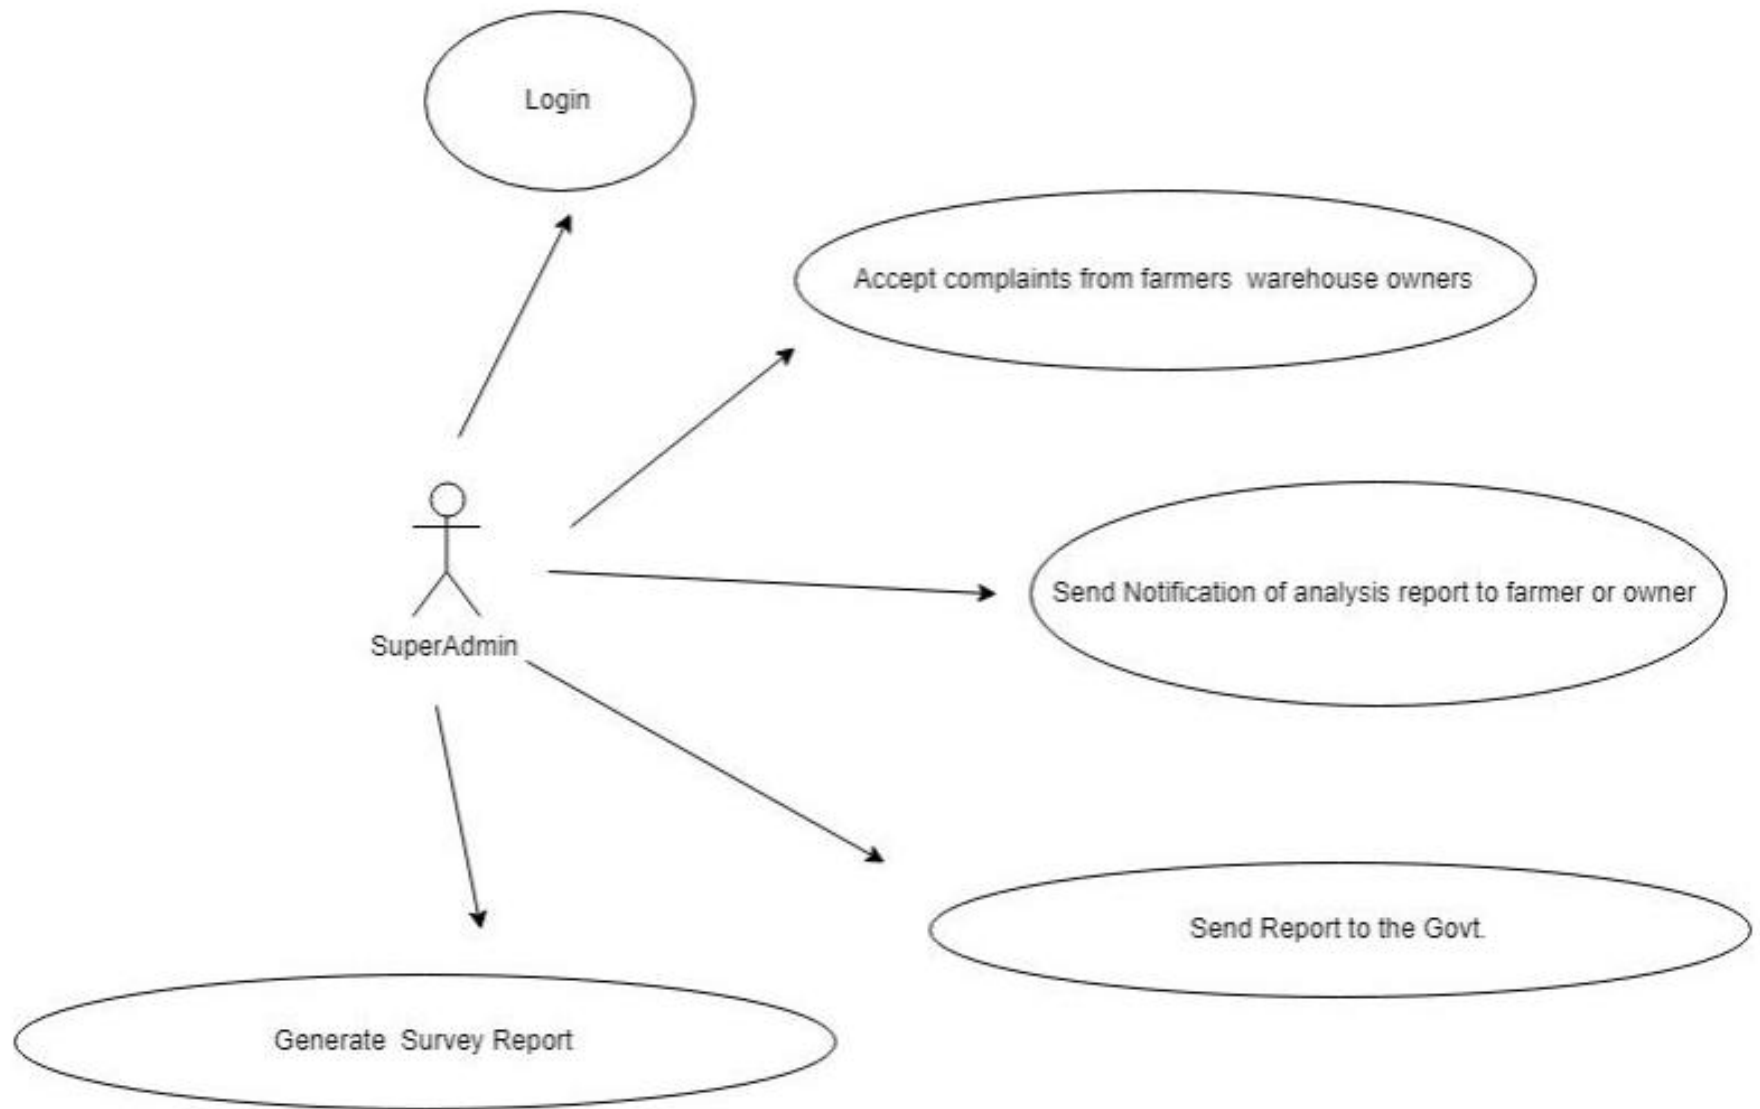 Login
Accept complaints from farmers  warehouse owners
Send Notification of analysis report to farmer or owner
SuperAdmin
Send Report to the Govt.
Generate  Survey Report